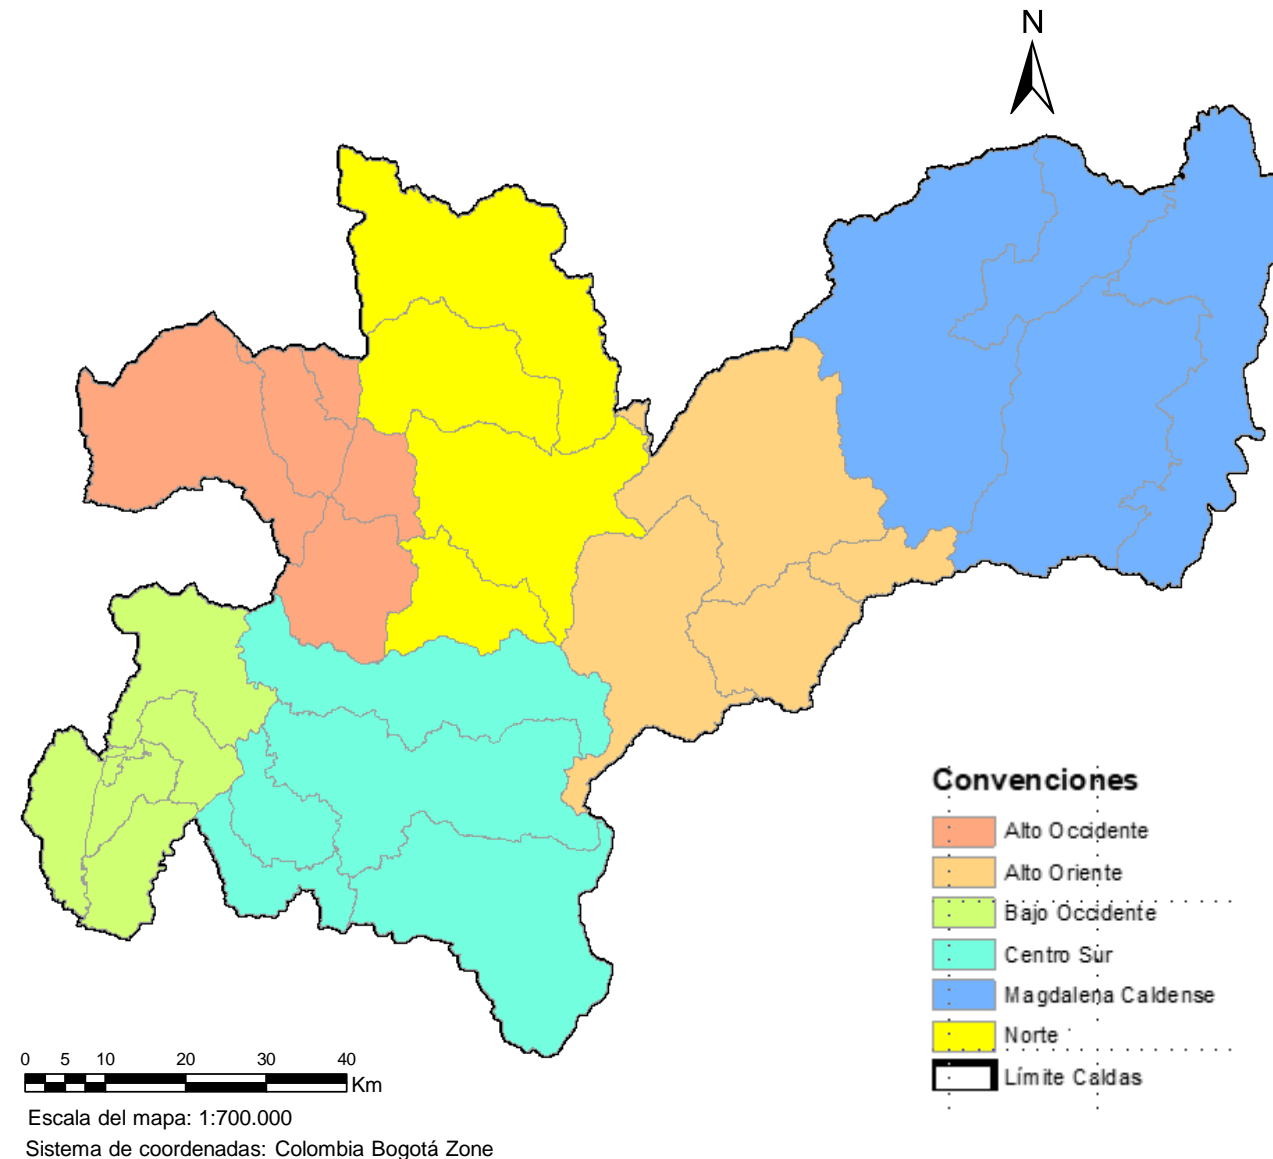 N
Convenciones
Alto Occidente
Alto Oriente
Bajo Occidente
Centro Sur
Magdalena Caldense
Norte
Límite Caldas
0 5 10 20 30 40
Km
Escala del mapa: 1:700.000
Sistema de coordenadas: Colombia Bogotá Zone